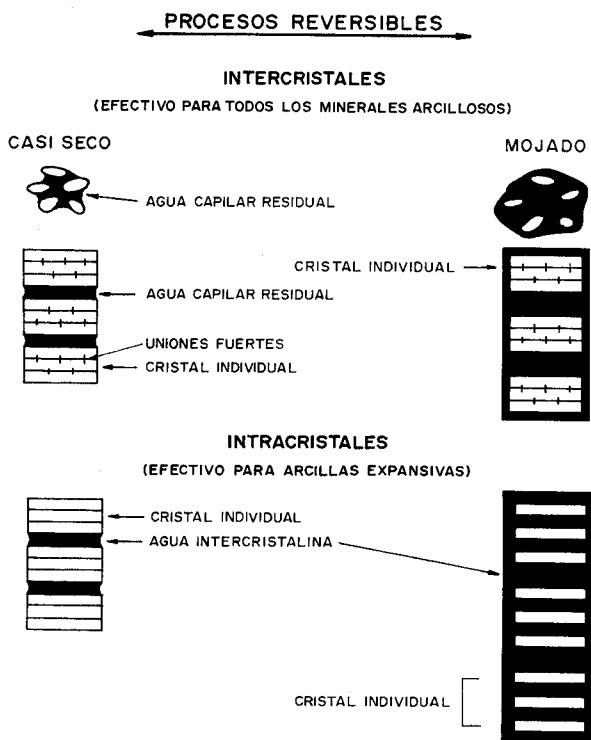 PROCESOS REVERSIBLES
INTERCRISTALES
(EFECTIVO PARA TODOS LOS MINERALES ARCILLOSOS)
CASI SECO
MOJADO
AGUA CAPILAR RESIDUAL
CRISTAL INDIVIDUAL
AGUA CAPILAR RESIDUAL
UNIONES FUERTES
CRISTAL INDIVIDUAL
INTRACRISTALES
(EFECTIVO PARA ARCILLAS EXPANSIVAS)
CRISTAL INDIVIDUAL
AGUA INTERCRISTALINA
CRISTAL INDIVIDUAL